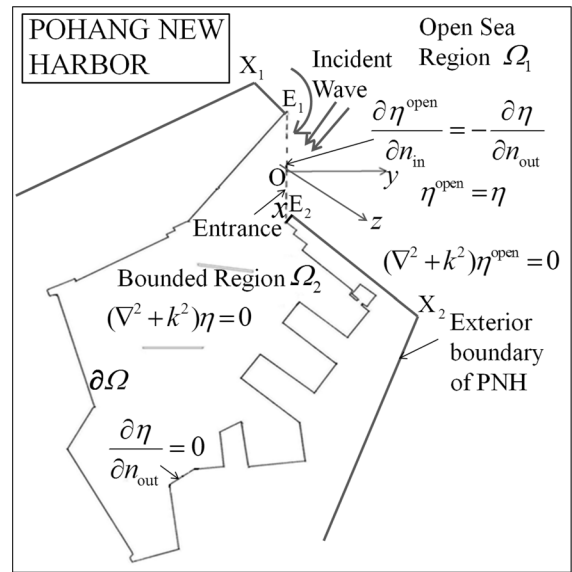 POHANG NEW
HARBOR
X₁
E₁
Incident
Wave
Open Sea
Region Ω₁
∂η^open/∂n_in = −∂η/∂n_out
η^open = η
O
y
x
E₂
z
Entrance
(∇² + k²)η^open = 0
Bounded Region Ω₂
(∇² + k²)η = 0
X₂
Exterior
boundary
of PNH
∂Ω
∂η/∂n_out = 0